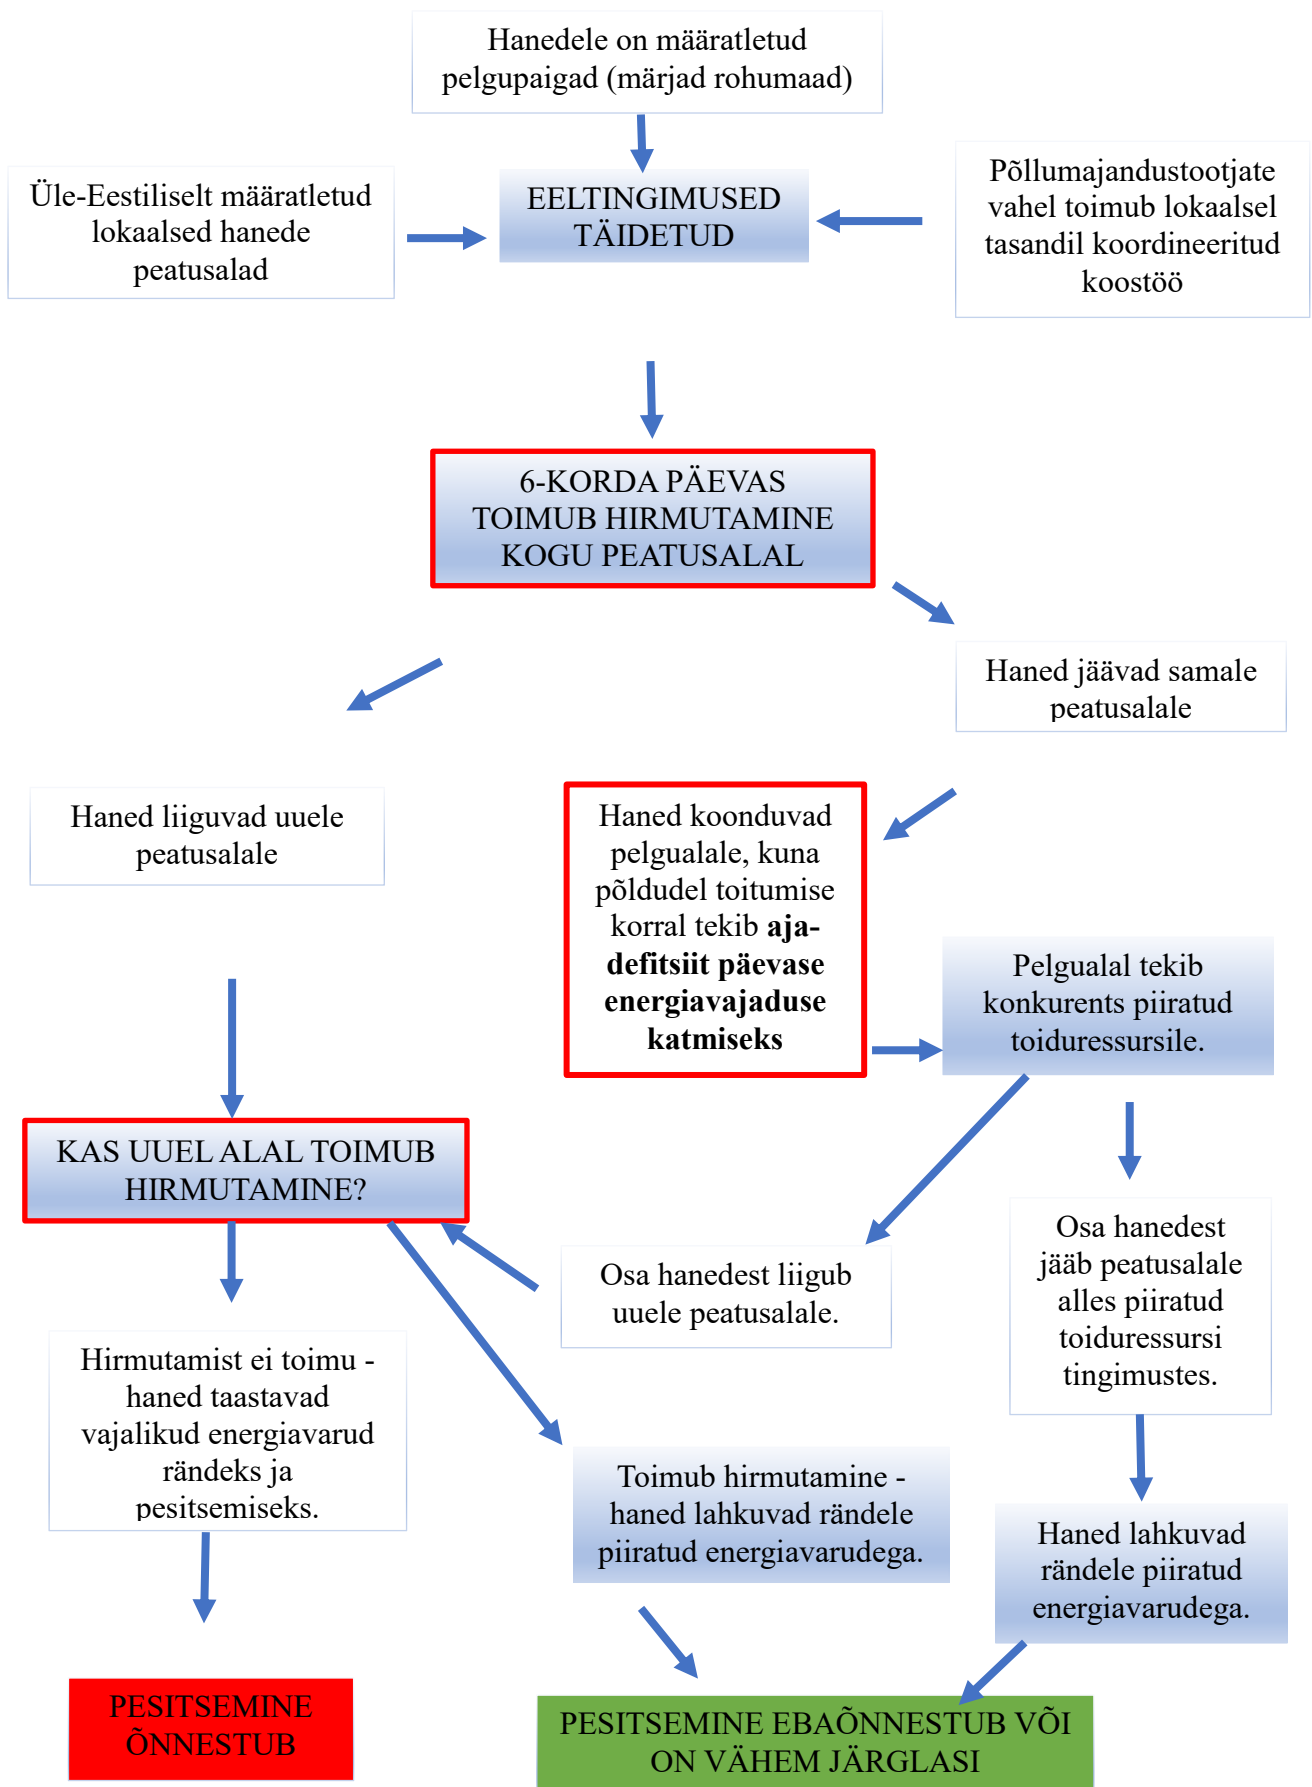 Hanedele on määratletud
pelgupaigad (märjad rohumaad)
Üle-Eestiliselt määratletud
lokaalsed hanede
peatusalad
EELTINGIMUSED
TÄIDETUD
Põllumajandustootjate
vahel toimub lokaalsel
tasandil koordineeritud
koostöö
6-KORDA PÄEVAS
TOIMUB HIRMUTAMINE
KOGU PEATUSALAL
Haned jäävad samale
peatusalale
Haned liiguvad uuele
peatusalale
Haned koonduvad
pelgualale, kuna
põldudel toitumise
korral tekib aja-
defitsiit päevase
energiavajaduse
katmiseks
Pelgualal tekib
konkurents piiratud
toiduressursile.
KAS UUEL ALAL TOIMUB
HIRMUTAMINE?
Osa hanedest liigub
uuele peatusalale.
Osa hanedest
jääb peatusalale
alles piiratud
toiduressursi
tingimustes.
Hirmutamist ei toimu -
haned taastavad
vajalikud energiavarud
rändeks ja
pesitsemiseks.
Toimub hirmutamine -
haned lahkuvad rändele
piiratud energiavarudega.
Haned lahkuvad
rändele piiratud
energiavarudega.
PESITSEMINE
ÕNNESTUB
PESITSEMINE EBAÕNNESTUB VÕI
ON VÄHEM JÄRGLASI